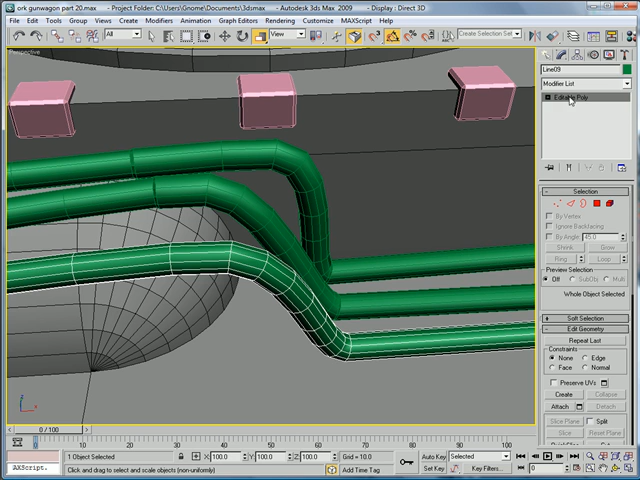 ork gunwagon part 20.max - Project Folder: C:\Users\Gnome\Documents\3dsmax - Autodesk 3ds Max 2009 - Display : Direct 3D
File Edit Tools Group Views Create Modifiers Animation Graph Editors Rendering Customize MAXScript Help
All View Create Selection Set
Perspective
Line09
Modifier List
Editable Poly
Selection
By Vertex
Ignore Backfacing
By Angle: 45.0
Shrink Grow
Ring Loop
Preview Selection
Off SubObj Multi
Whole Object Selected
Soft Selection
Edit Geometry
Repeat Last
Constraints
None Edge
Face Normal
Preserve UVs
Create Collapse
Attach Detach
Slice Plane Split
Slice Reset Plane
0 / 100
0 10 20 30 40 50 60 70 80 90 100
1 Object Selected X: 100.0 Y: 100.0 Z: 100.0 Grid = 10.0 Auto Key Selected
AXScript. Click and drag to select and scale objects (non-uniformly) Add Time Tag Set Key Key Filters... 0